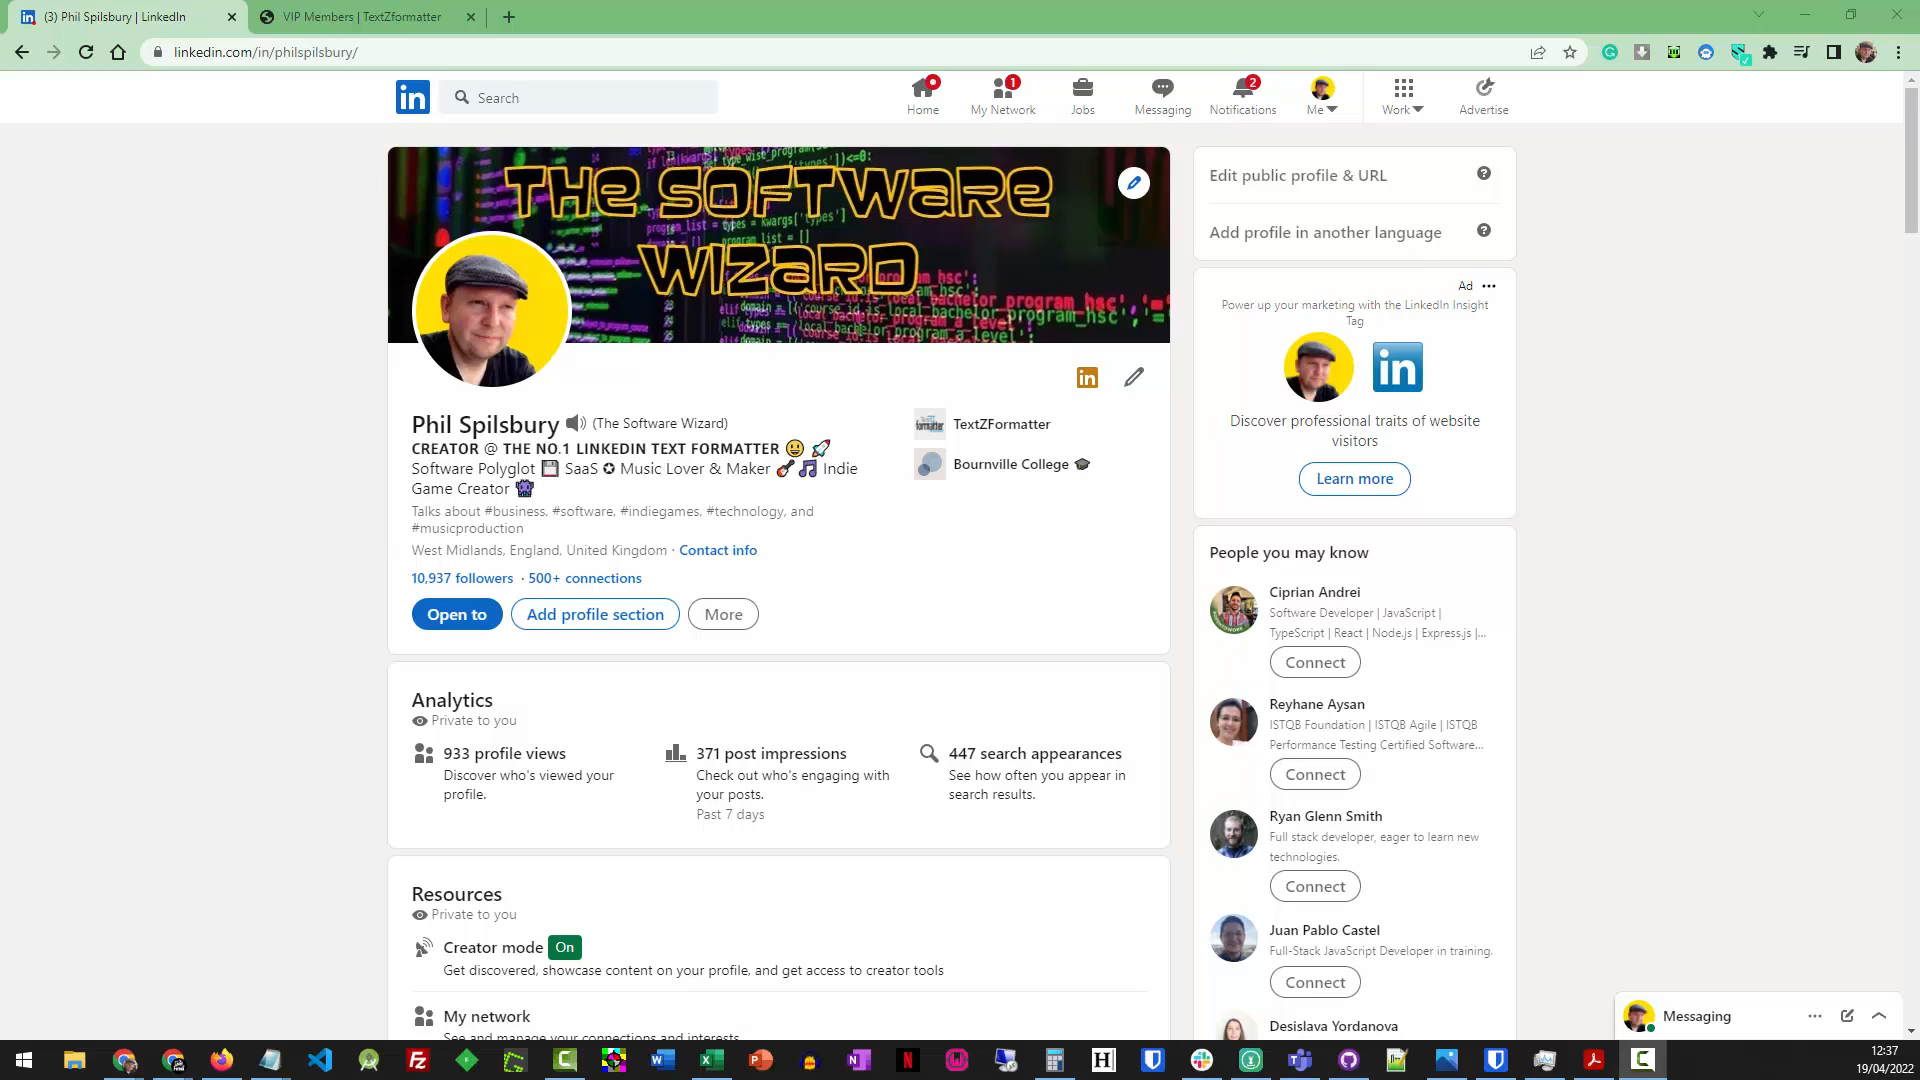 (3) Phil Spilsbury | LinkedIn
VIP Members | TextZformatter
linkedin.com/in/philspilsbury/
in
Search
Home
1
My Network
Jobs
Messaging
2
Notifications
Me
Work
Advertise
THE SOFTWARE
WIZARD
Phil Spilsbury (The Software Wizard)
CREATOR @ THE NO.1 LINKEDIN TEXT FORMATTER 😃 🚀
Software Polyglot 💾 SaaS ✪ Music Lover & Maker 🎸 🎵 Indie
Game Creator 👾
Talks about #business, #software, #indiegames, #technology, and
#musicproduction
West Midlands, England, United Kingdom · Contact info
10,937 followers · 500+ connections
Open to
Add profile section
More
TextZFormatter
Bournville College 🎓
Analytics
Private to you
933 profile views
Discover who's viewed your
profile.
371 post impressions
Check out who's engaging with
your posts.
Past 7 days
447 search appearances
See how often you appear in
search results.
Resources
Private to you
Creator mode On
Get discovered, showcase content on your profile, and get access to creator tools
My network
See and manage your connections and interests.
Edit public profile & URL
Add profile in another language
Ad
Power up your marketing with the LinkedIn Insight
Tag
in
Discover professional traits of website
visitors
Learn more
People you may know
Ciprian Andrei
Software Developer | JavaScript |
TypeScript | React | Node.js | Express.js |...
Connect
Reyhane Aysan
ISTQB Foundation | ISTQB Agile | ISTQB
Performance Testing Certified Software...
Connect
Ryan Glenn Smith
Full stack developer, eager to learn new
technologies.
Connect
Juan Pablo Castel
Full-Stack JavaScript Developer in training.
Connect
Desislava Yordanova
Messaging
12:37
19/04/2022